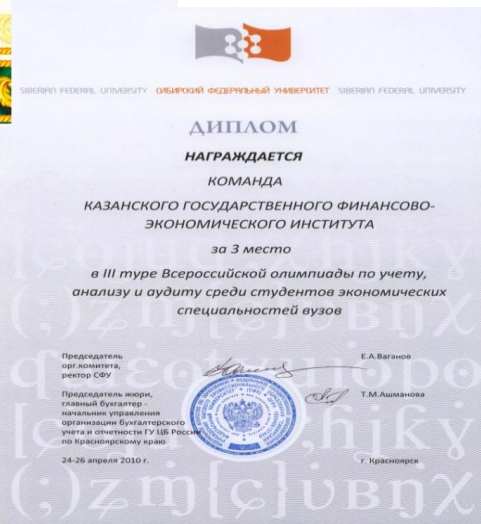 SIBERIAN FEDERAL UNIVERSITY СИБИРСКИЙ ФЕДЕРАЛЬНЫЙ УНИВЕРСИТЕТ SIBERIAN FEDERAL UNIVERSITY
ДИПЛОМ
НАГРАЖДАЕТСЯ
КОМАНДА
КАЗАНСКОГО ГОСУДАРСТВЕННОГО ФИНАНСОВО-
ЭКОНОМИЧЕСКОГО ИНСТИТУТА
за 3 место
в III туре Всероссийской олимпиады по учету,
анализу и аудиту среди студентов экономических
специальностей вузов
Председатель
орг.комитета,
ректор СФУ
Е.А.Ваганов
Председатель жюри,
главный бухгалтер -
начальник управления
организации бухгалтерского
учета и отчетности ГУ ЦБ России
по Красноярскому краю
Т.М.Ашманова
24-26 апреля 2010 г.
г. Красноярск